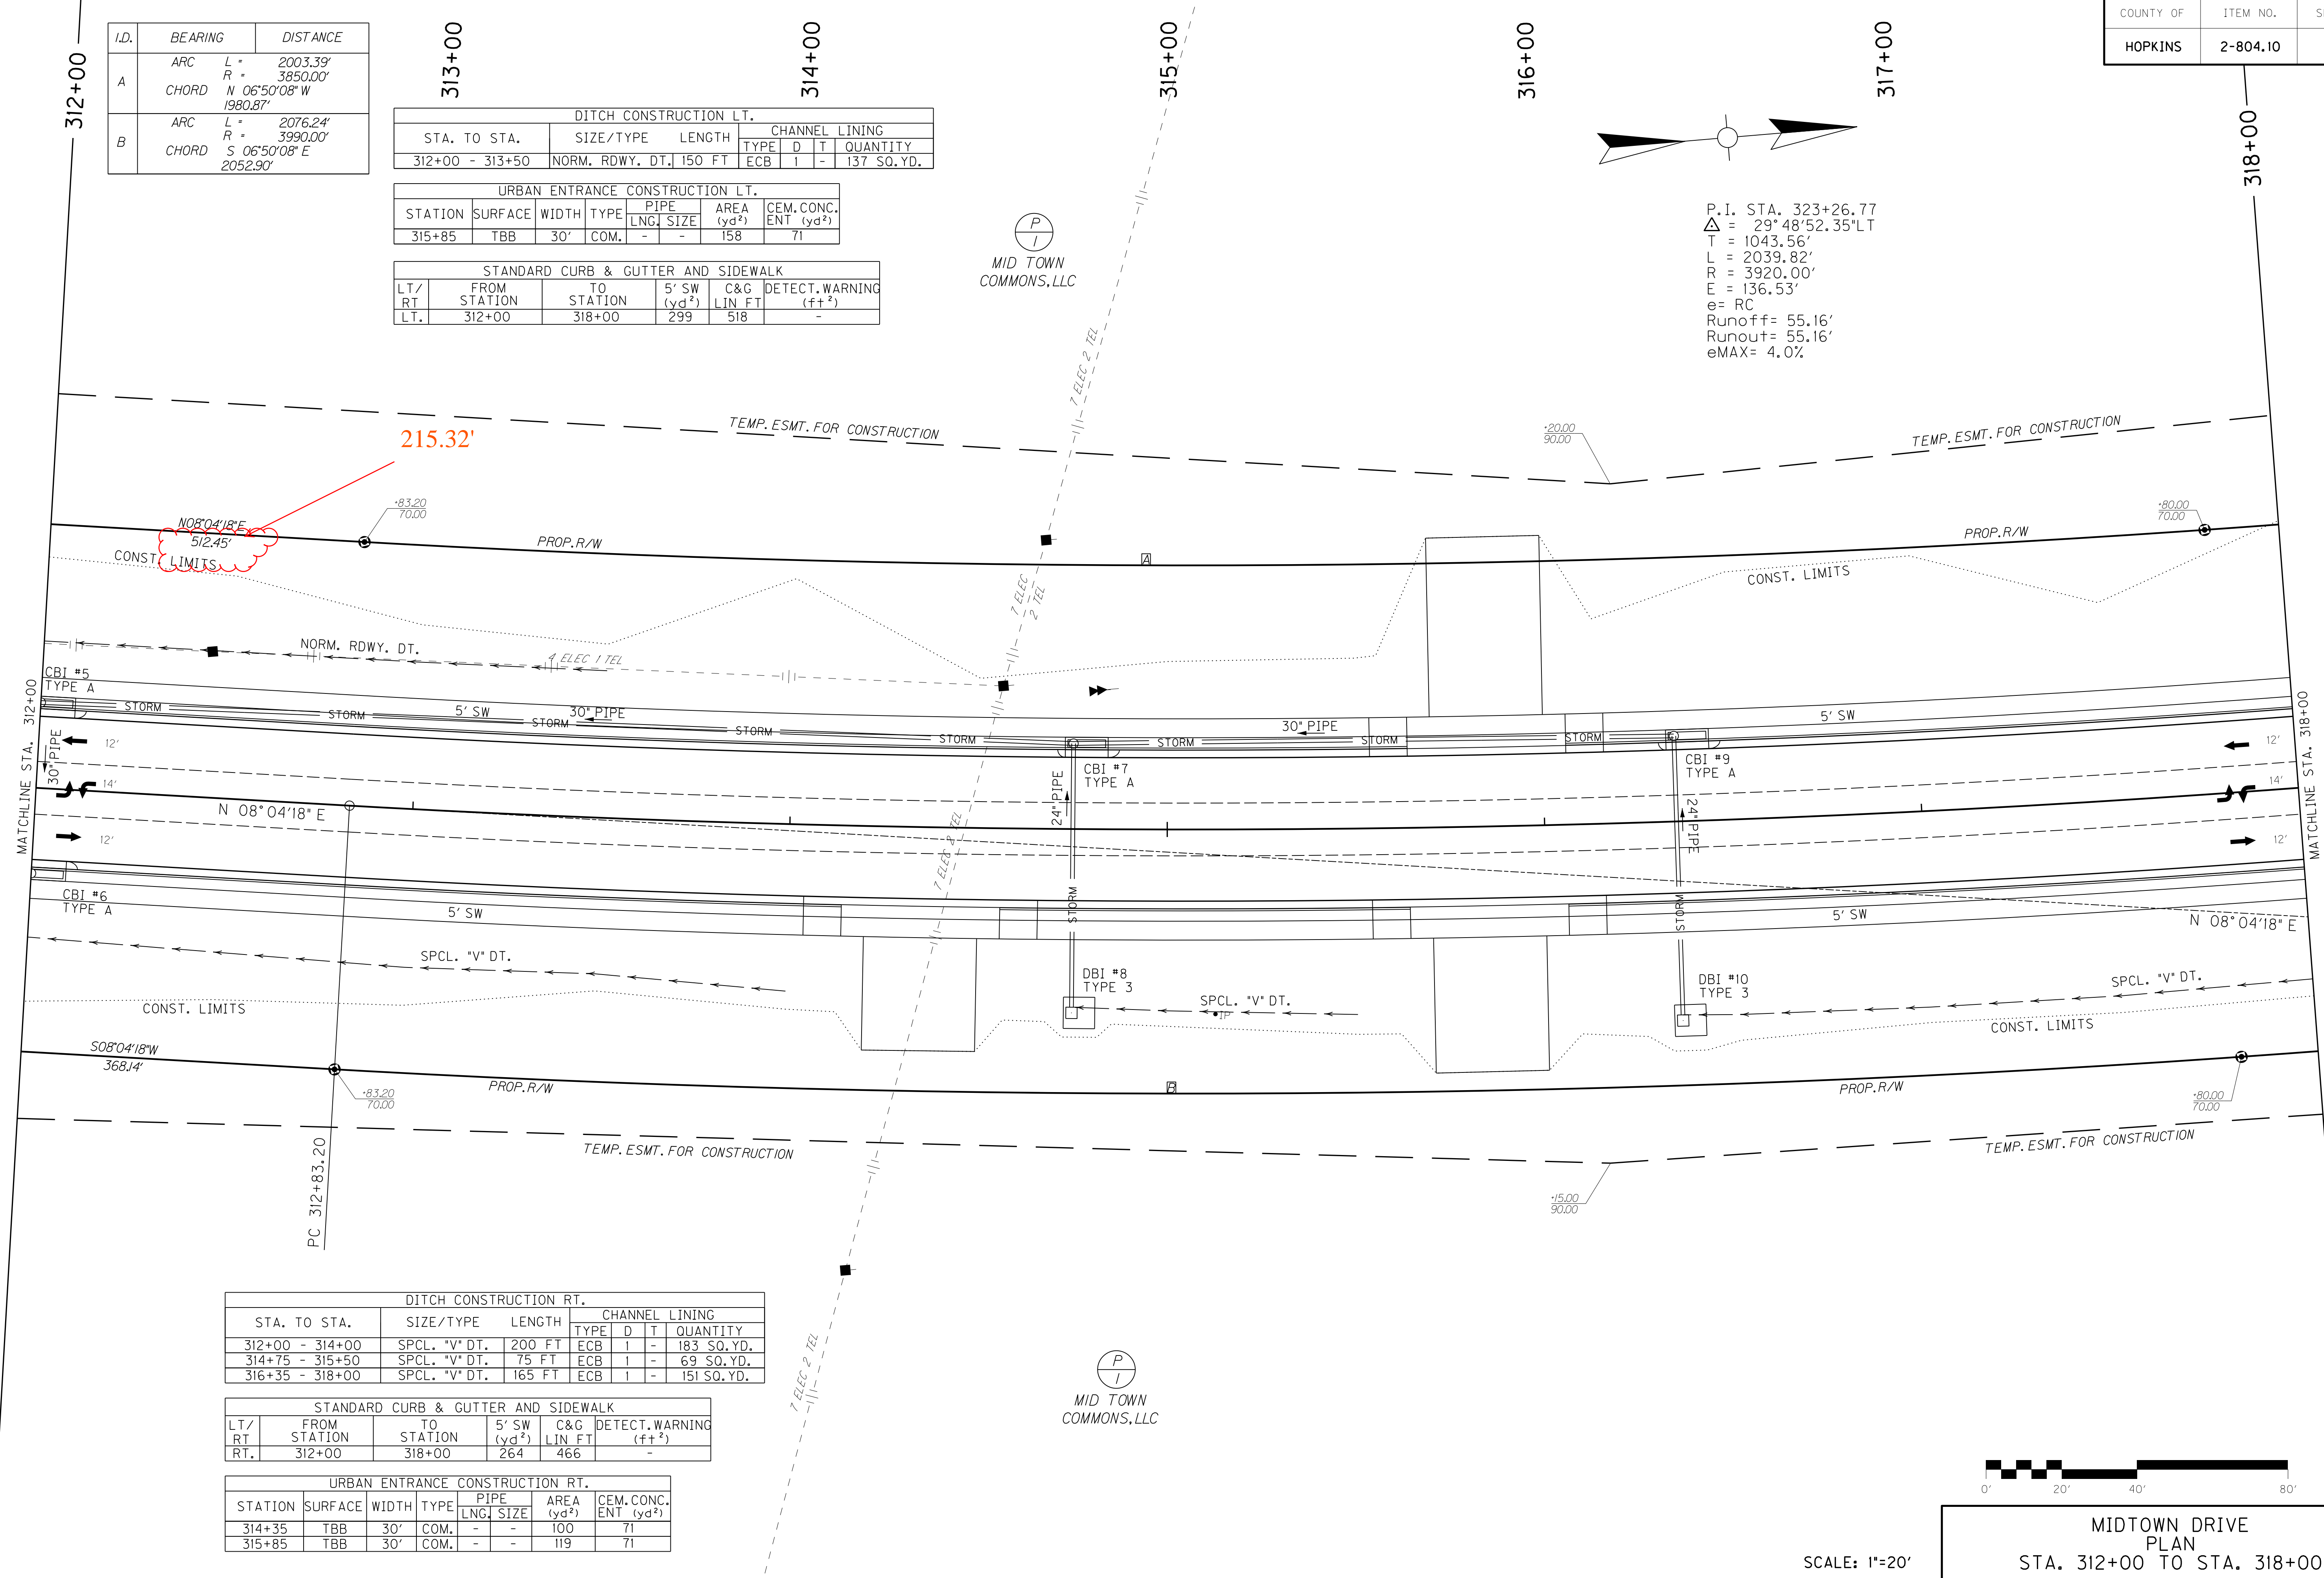 COUNTY OF ITEM NO.
HOPKINS 2-804.10
312+00 313+00 314+00 315+00 316+00 317+00 318+00
I.D. BEARING DISTANCE
A ARC L = 2003.39'
R = 3850.00'
CHORD N 06°50'08" W
1980.87'
B ARC L = 2076.24'
R = 3990.00'
CHORD S 06°50'08" E
2052.90'
DITCH CONSTRUCTION LT.
STA. TO STA. SIZE/TYPE LENGTH CHANNEL LINING
TYPE D T QUANTITY
312+00 - 313+50 NORM. RDWY. DT. 150 FT ECB 1 - 137 SQ.YD.
URBAN ENTRANCE CONSTRUCTION LT.
STATION SURFACE WIDTH TYPE PIPE AREA CEM.CONC.
LNG. SIZE (yd²) ENT (yd²)
315+85 TBB 30' COM. - - 158 71
STANDARD CURB & GUTTER AND SIDEWALK
LT/ FROM TO 5' SW C&G DETECT.WARNING
RT STATION STATION (yd²) LIN FT (ft²)
LT. 312+00 318+00 299 518 -
P
1
MID TOWN
COMMONS,LLC
P.I. STA. 323+26.77
△ = 29°48'52.35"LT
T = 1043.56'
L = 2039.82'
R = 3920.00'
E = 136.53'
e= RC
Runoff= 55.16'
Runout= 55.16'
eMAX= 4.0%
7 ELEC 2 TEL
TEMP. ESMT. FOR CONSTRUCTION
+20.00
90.00
TEMP. ESMT. FOR CONSTRUCTION
215.32'
+83.20
70.00
+80.00
70.00
N08°04'18"E
512.45'
PROP. R/W
A
PROP. R/W
CONST. LIMITS
CONST. LIMITS
7 ELEC
2 TEL
NORM. RDWY. DT.
4 ELEC 1 TEL
CBI #5
TYPE A
STORM STORM STORM STORM STORM STORM STORM STORM
5' SW 30" PIPE 30" PIPE 5' SW
MATCHLINE STA. 312+00
30" PIPE
12'
14'
12'
N 08°04'18" E
CBI #7
TYPE A
24" PIPE
CBI #9
TYPE A
24" PIPE
12'
14'
12'
MATCHLINE STA. 318+00
7 ELEC 2 TEL
CBI #6
TYPE A
5' SW
STORM
STORM
5' SW
N 08°04'18" E
SPCL. "V" DT.
DBI #8
TYPE 3
SPCL. "V" DT.
IP
DBI #10
TYPE 3
SPCL. "V" DT.
CONST. LIMITS
CONST. LIMITS
S08°04'18"W
368.14'
PROP. R/W
B
PROP. R/W
+83.20
70.00
+80.00
70.00
TEMP. ESMT. FOR CONSTRUCTION
TEMP. ESMT. FOR CONSTRUCTION
PC 312+83.20
+15.00
90.00
DITCH CONSTRUCTION RT.
STA. TO STA. SIZE/TYPE LENGTH CHANNEL LINING
TYPE D T QUANTITY
312+00 - 314+00 SPCL. "V" DT. 200 FT ECB 1 - 183 SQ.YD.
314+75 - 315+50 SPCL. "V" DT. 75 FT ECB 1 - 69 SQ.YD.
316+35 - 318+00 SPCL. "V" DT. 165 FT ECB 1 - 151 SQ.YD.
7 ELEC 2 TEL
P
1
MID TOWN
COMMONS,LLC
STANDARD CURB & GUTTER AND SIDEWALK
LT/ FROM TO 5' SW C&G DETECT.WARNING
RT STATION STATION (yd²) LIN FT (ft²)
RT. 312+00 318+00 264 466 -
URBAN ENTRANCE CONSTRUCTION RT.
STATION SURFACE WIDTH TYPE PIPE AREA CEM.CONC.
LNG. SIZE (yd²) ENT (yd²)
314+35 TBB 30' COM. - - 100 71
315+85 TBB 30' COM. - - 119 71
0' 20' 40' 80'
SCALE: 1"=20'
MIDTOWN DRIVE
PLAN
STA. 312+00 TO STA. 318+00